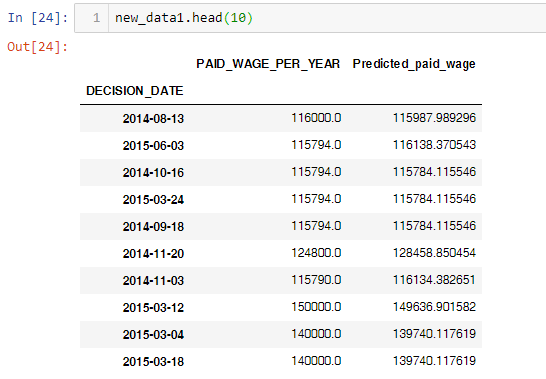 In [24]: 1 new_data1.head(10)
Out[24]:
PAID_WAGE_PER_YEAR Predicted_paid_wage
DECISION_DATE
2014-08-13 116000.0 115987.989296
2015-06-03 115794.0 116138.370543
2014-10-16 115794.0 115784.115546
2015-03-24 115794.0 115784.115546
2014-09-18 115794.0 115784.115546
2014-11-20 124800.0 128458.850454
2014-11-03 115790.0 116134.382651
2015-03-12 150000.0 149636.901582
2015-03-04 140000.0 139740.117619
2015-03-18 140000.0 139740.117619